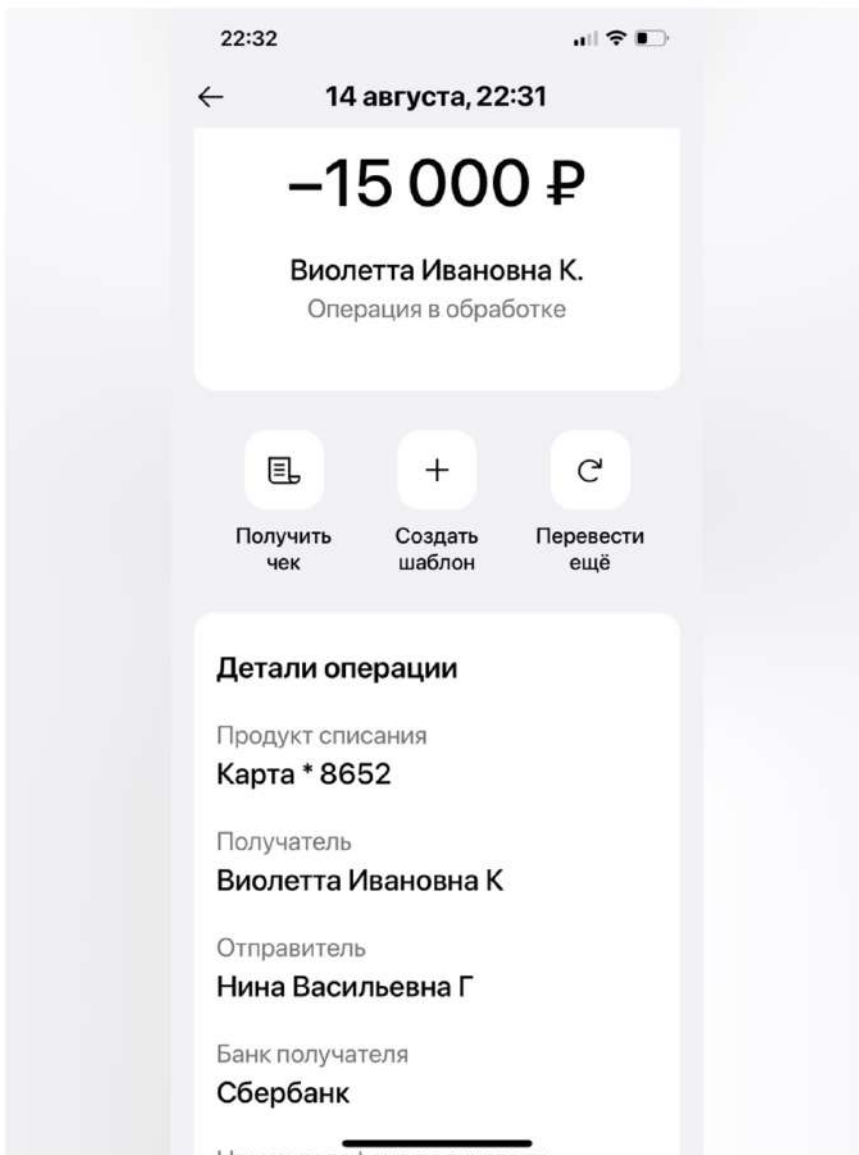 22:32
14 августа, 22:31
–15 000 ₽
Виолетта Ивановна К.
Операция в обработке
Получить
чек
Создать
шаблон
Перевести
ещё
Детали операции
Продукт списания
Карта * 8652
Получатель
Виолетта Ивановна К
Отправитель
Нина Васильевна Г
Банк получателя
Сбербанк